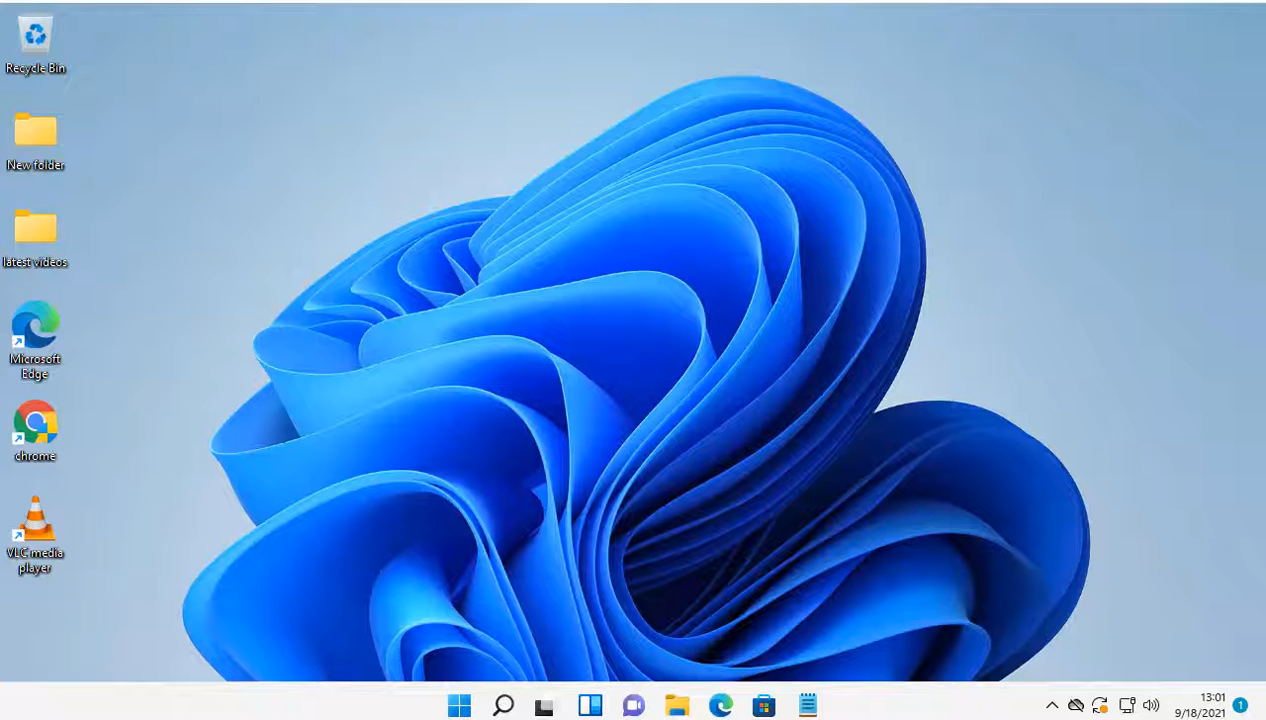 Recycle Bin
New folder
latest videos
Microsoft
Edge
chrome
VLC media
player
13:01
9/18/2021
1